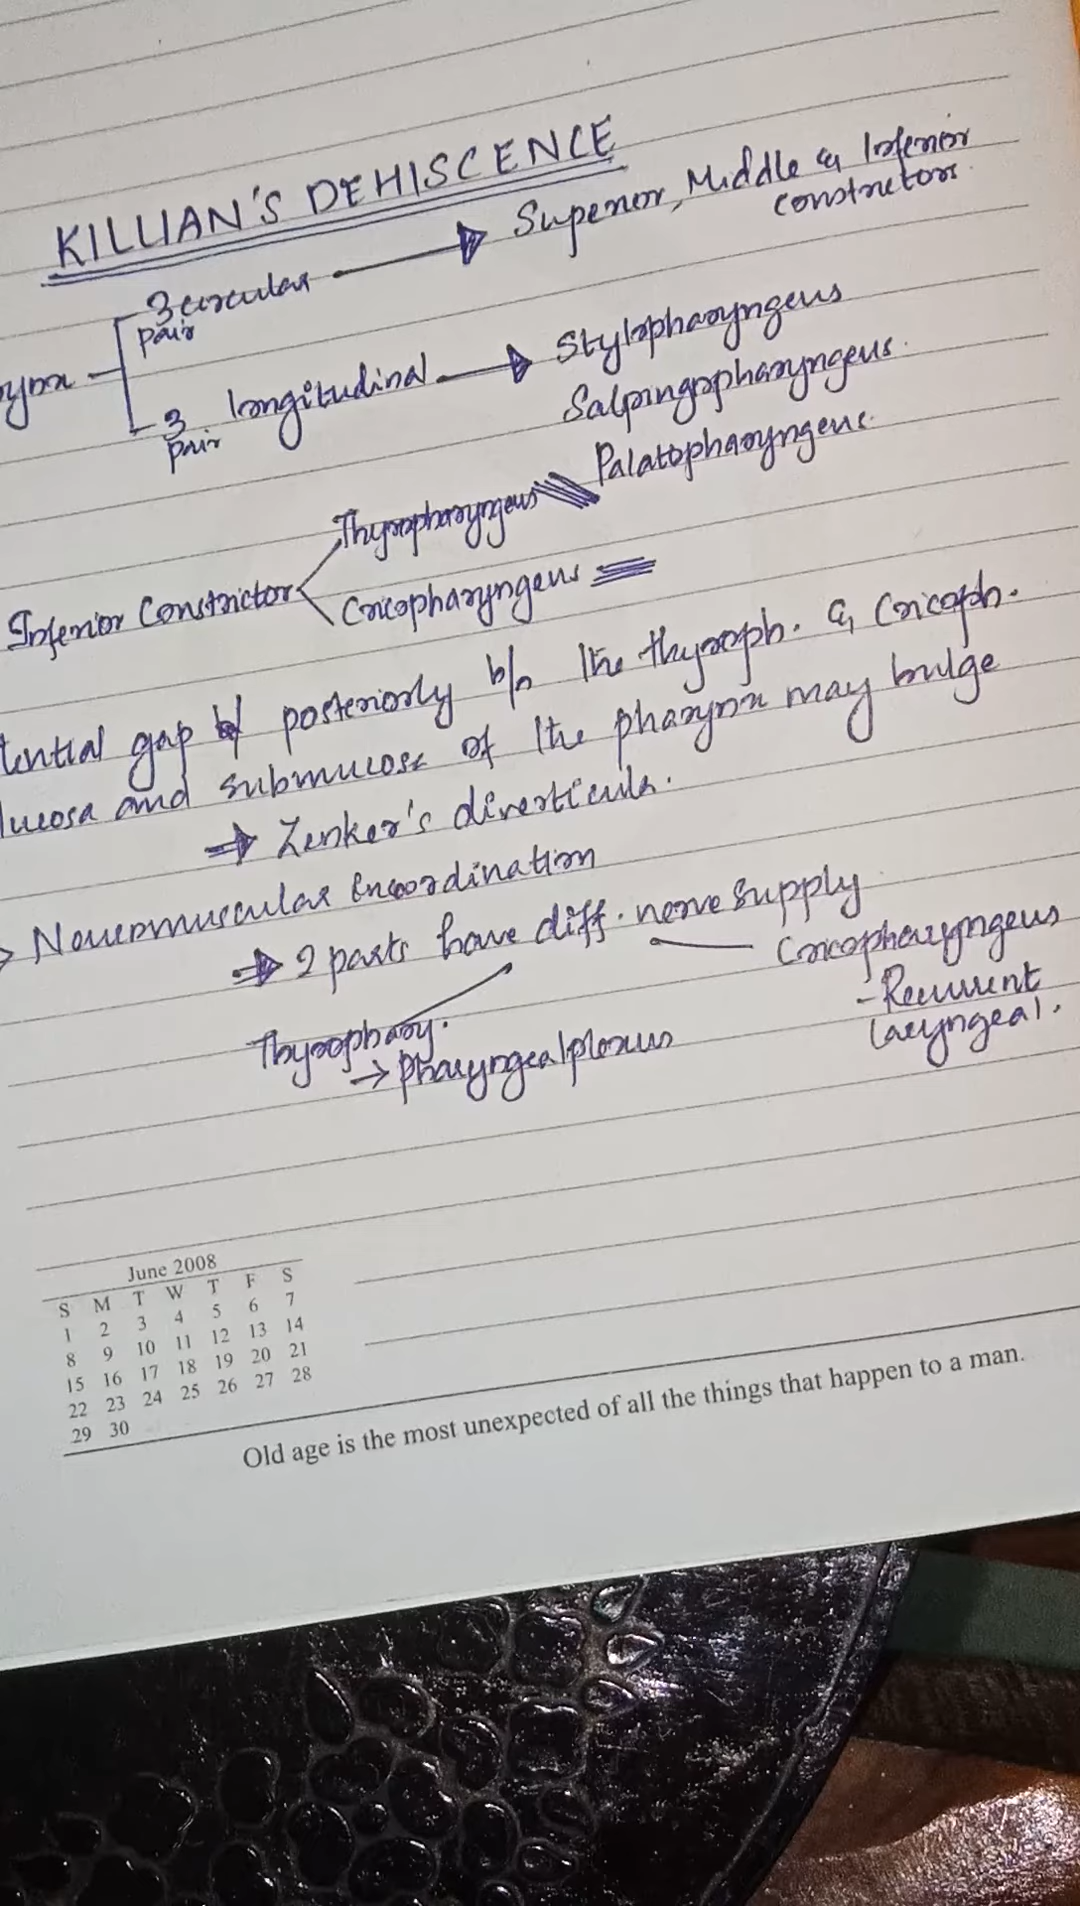 KILLIAN'S DEHISCENCE
3 circular → Superior, Middle & Inferior
pair constrictors.
ynx
3 longitudinal → Stylopharyngeus
pair Salpingopharyngeus.
Palatopharyngeus.
Inferior Constrictor
Thyropharyngeus
Cricopharyngeus
tential gap posteriorly b/n the thyroph. & Cricoph.
ucosa and submucosa of the pharynx may bulge
⇒ Zenker's diverticula.
> Neuromuscular Incoordination
⇒ 2 parts have diff. nerve supply
Thyrophary.
→ Pharyngeal plexus
Cricopharyngeus
- Recurrent
Laryngeal.
June 2008
S M T W T F S
1 2 3 4 5 6 7
8 9 10 11 12 13 14
15 16 17 18 19 20 21
22 23 24 25 26 27 28
29 30
Old age is the most unexpected of all the things that happen to a man.